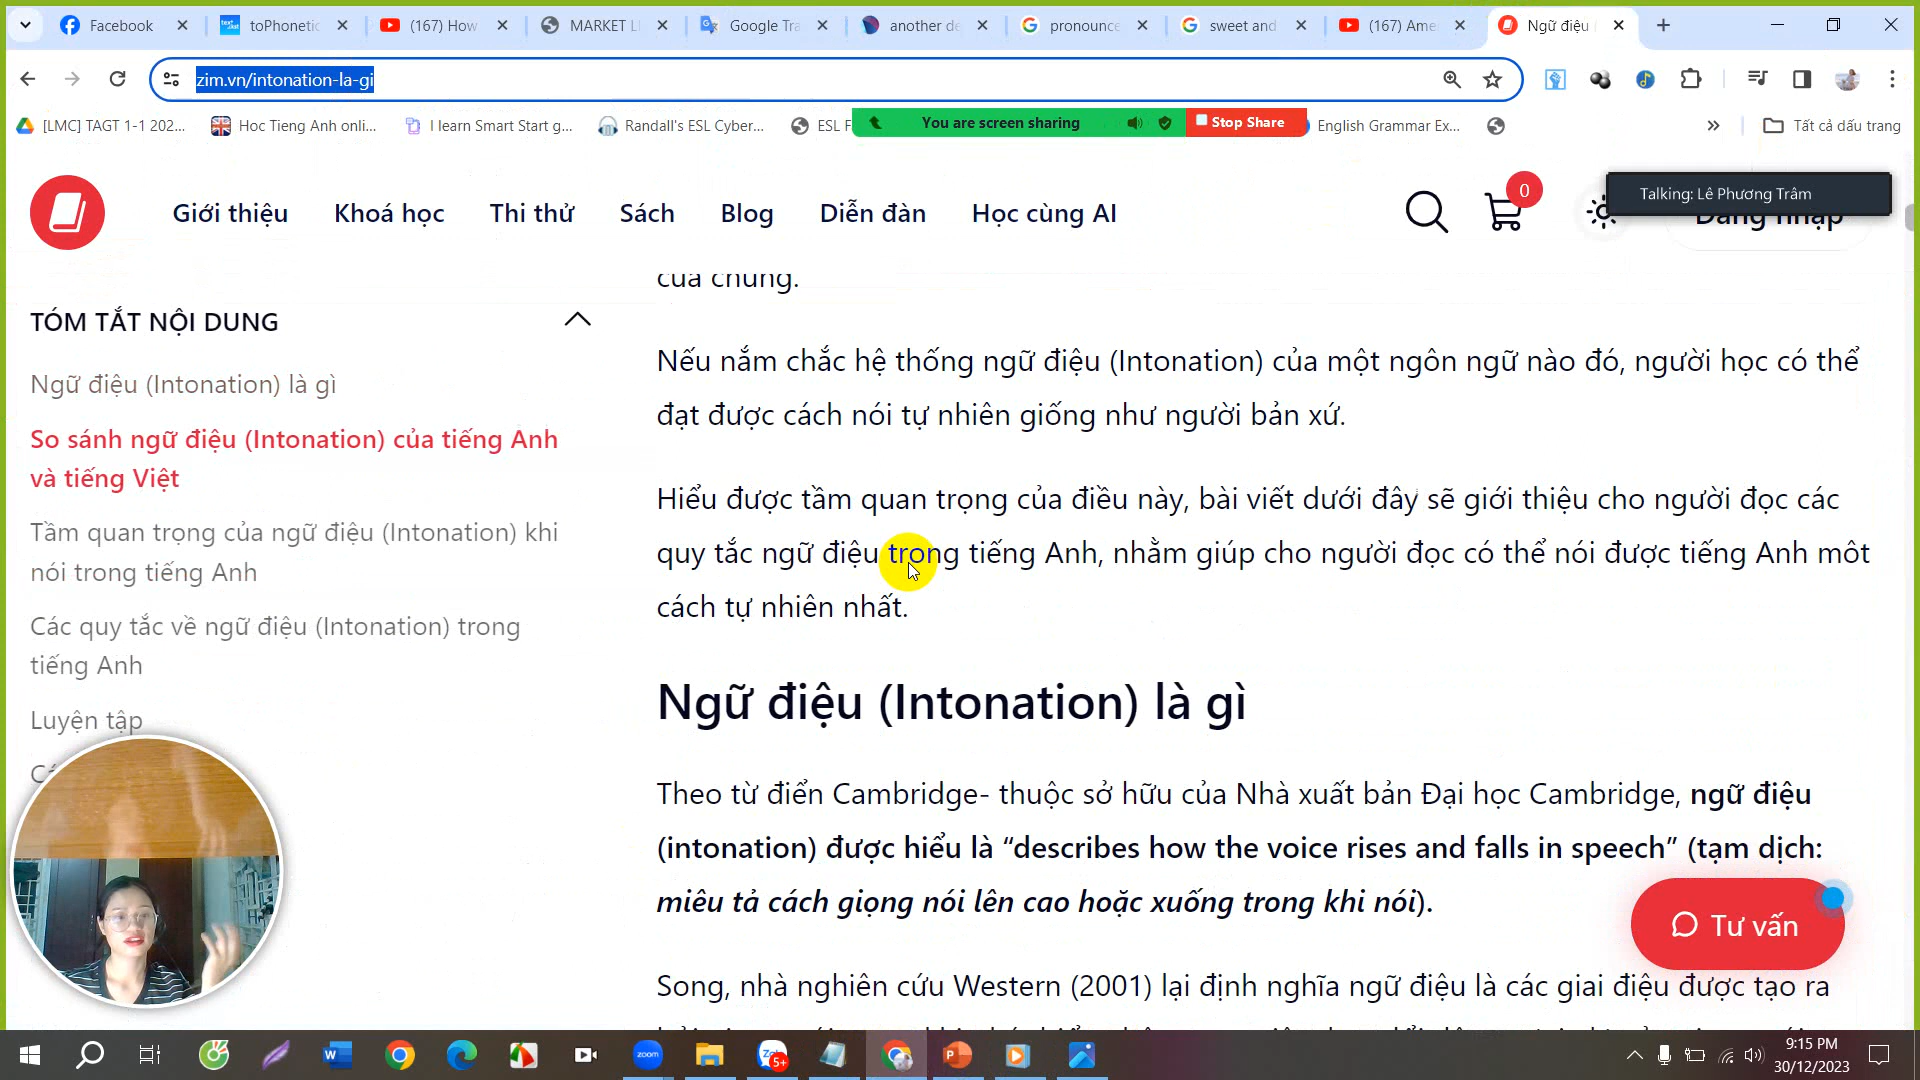 Facebook
toPhonetic
(167) How
MARKET L
Google Tra
another de
pronounce
sweet and
(167) Ame
Ngữ điệu
zim.vn/intonation-la-gi
[LMC] TAGT 1-1 202...
Hoc Tieng Anh onli...
I learn Smart Start g...
Randall's ESL Cyber...
ESL F
You are screen sharing
Stop Share
English Grammar Ex...
Tất cả dấu trang
Talking: Lê Phương Trâm
Giới thiệu
Khoá học
Thi thử
Sách
Blog
Diễn đàn
Học cùng AI
0
Đăng nhập
TÓM TẮT NỘI DUNG
Ngữ điệu (Intonation) là gì
So sánh ngữ điệu (Intonation) của tiếng Anh
và tiếng Việt
Tầm quan trọng của ngữ điệu (Intonation) khi
nói trong tiếng Anh
Các quy tắc về ngữ điệu (Intonation) trong
tiếng Anh
Luyện tập
của chúng.
Nếu nắm chắc hệ thống ngữ điệu (Intonation) của một ngôn ngữ nào đó, người học có thể
đạt được cách nói tự nhiên giống như người bản xứ.
Hiểu được tầm quan trọng của điều này, bài viết dưới đây sẽ giới thiệu cho người đọc các
quy tắc ngữ điệu trong tiếng Anh, nhằm giúp cho người đọc có thể nói được tiếng Anh môt
cách tự nhiên nhất.
Ngữ điệu (Intonation) là gì
Theo từ điển Cambridge- thuộc sở hữu của Nhà xuất bản Đại học Cambridge, ngữ điệu
(intonation) được hiểu là “describes how the voice rises and falls in speech” (tạm dịch:
miêu tả cách giọng nói lên cao hoặc xuống trong khi nói).
Song, nhà nghiên cứu Western (2001) lại định nghĩa ngữ điệu là các giai điệu được tạo ra
Tư vấn
zoom
5+
9:15 PM
30/12/2023